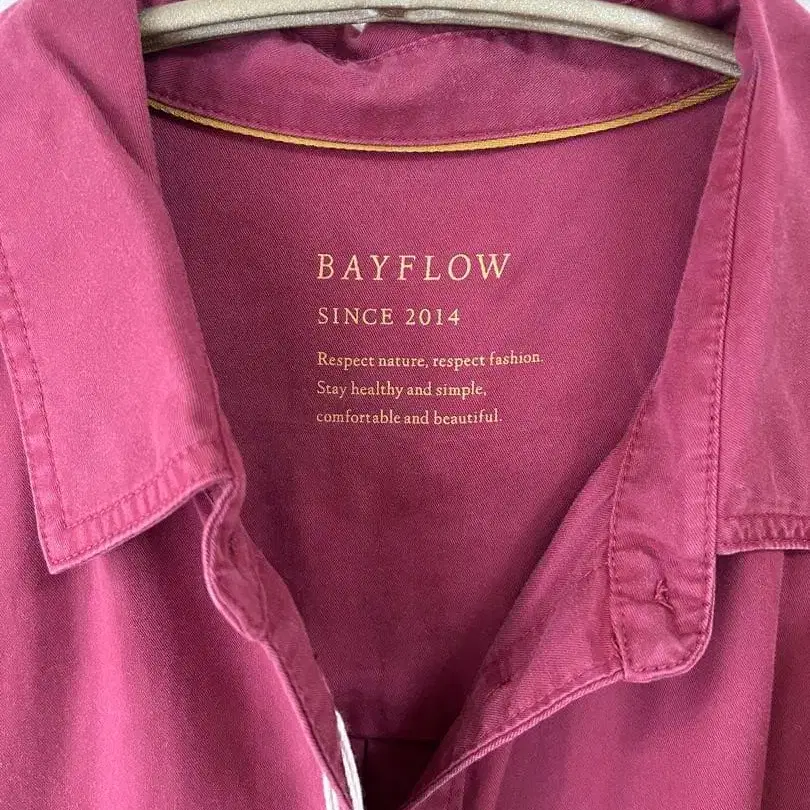 BAYFLOW
SINCE 2014
Respect nature, respect fashion.
Stay healthy and simple,
comfortable and beautiful.